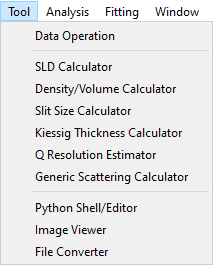 Tool Analysis Fitting Window
Data Operation
SLD Calculator
Density/Volume Calculator
Slit Size Calculator
Kiessig Thickness Calculator
Q Resolution Estimator
Generic Scattering Calculator
Python Shell/Editor
Image Viewer
File Converter